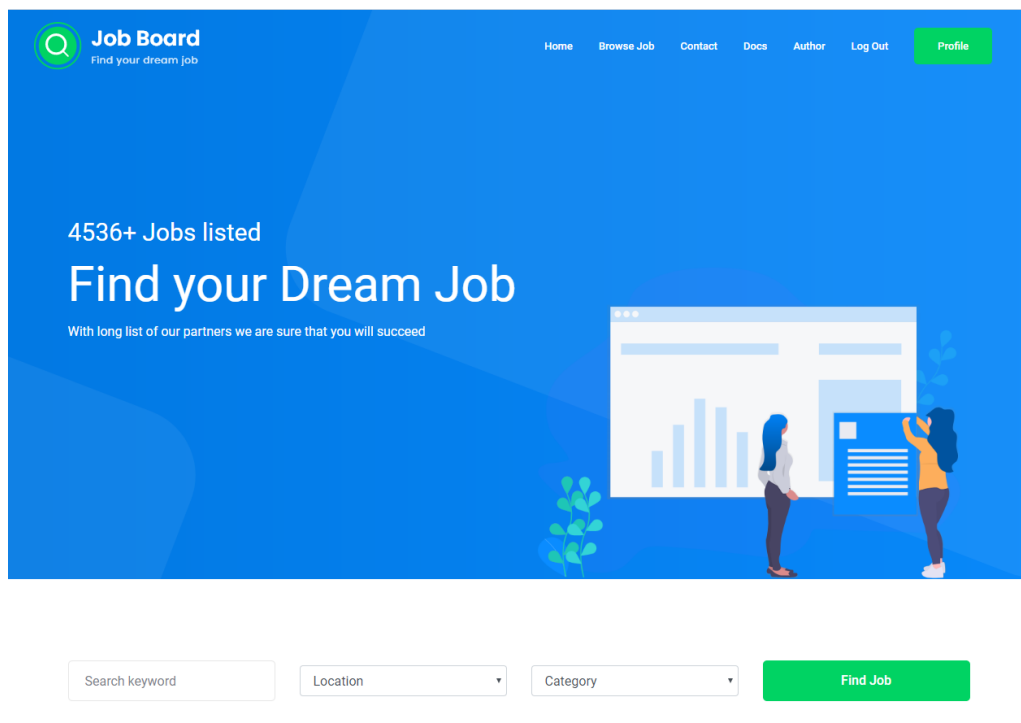 Job Board
Find your dream job
Home Browse Job Contact Docs Author Log Out Profile
4536+ Jobs listed
Find your Dream Job
With long list of our partners we are sure that you will succeed
Search keyword Location Category Find Job